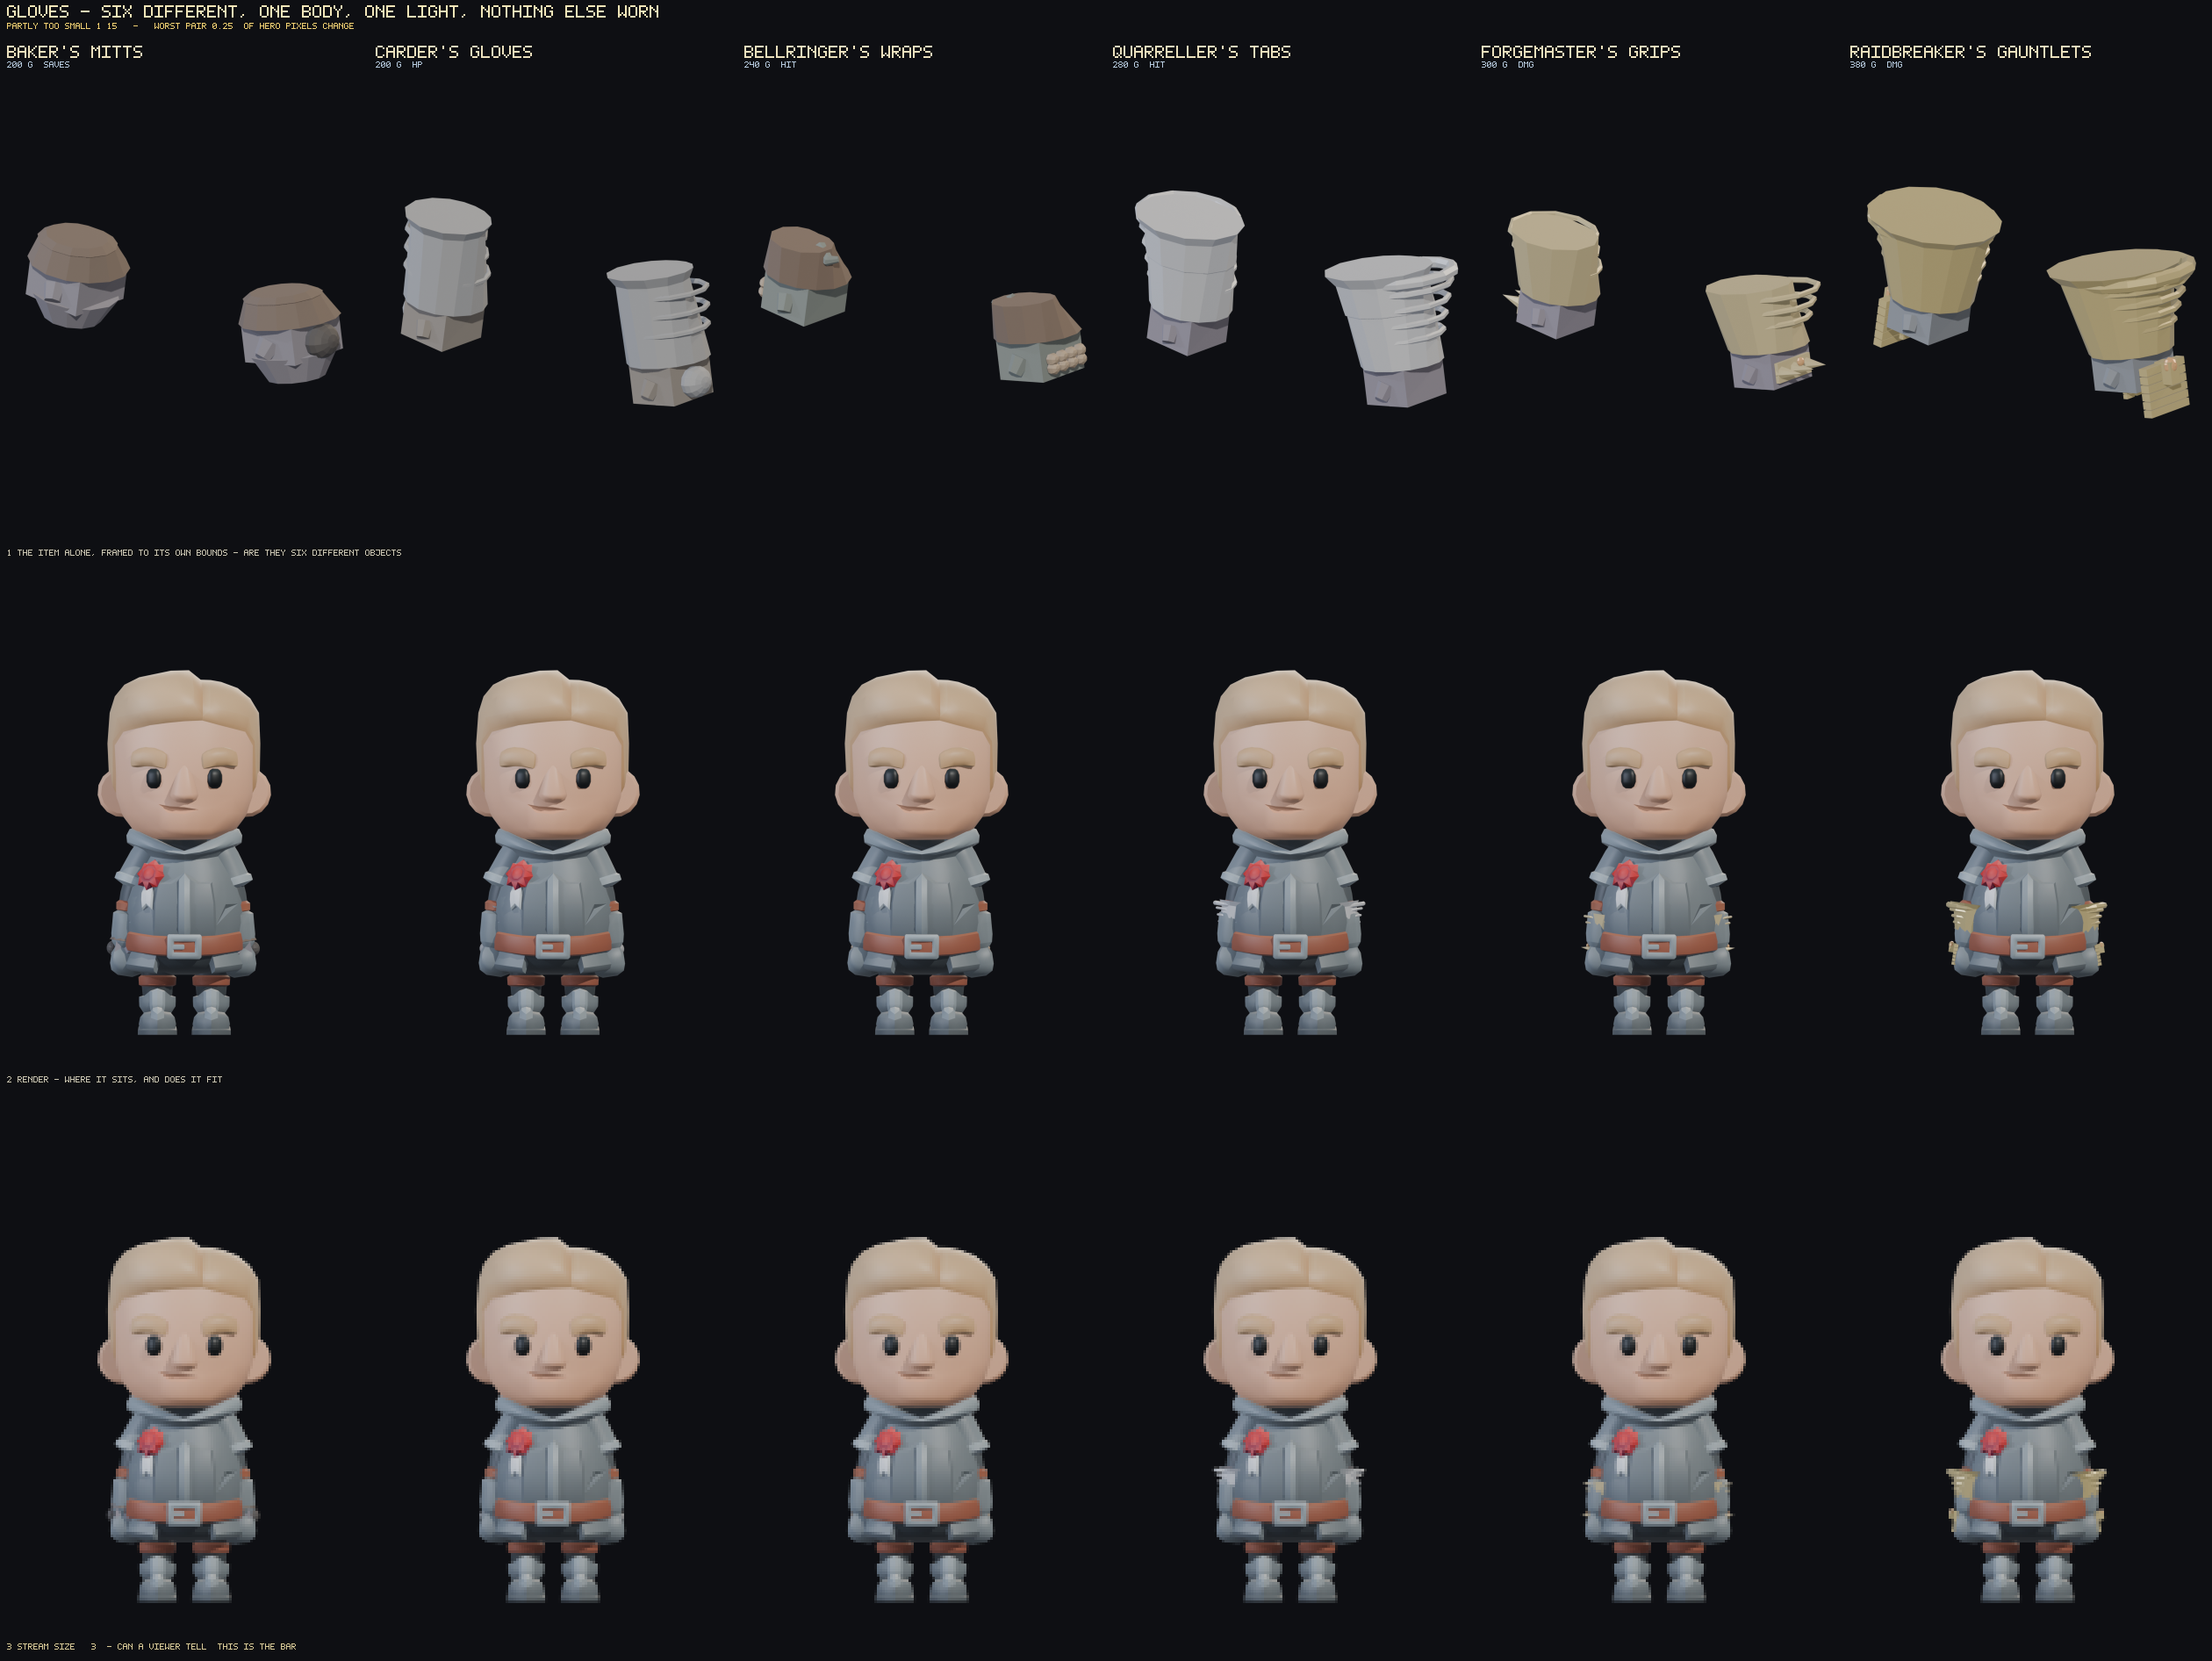 GLOVES - SIX DIFFERENT, ONE BODY, ONE LIGHT, NOTHING ELSE WORN
PARTLY TOO SMALL 1 15 - WORST PAIR 0.25 OF HERO PIXELS CHANGE
BAKER'S MITTS
200 G SAVES
CARDER'S GLOVES
200 G HP
BELLRINGER'S WRAPS
240 G HIT
QUARRELLER'S TABS
280 G HIT
FORGEMASTER'S GRIPS
300 G DMG
RAIDBREAKER'S GAUNTLETS
380 G DMG
1 THE ITEM ALONE, FRAMED TO ITS OWN BOUNDS - ARE THEY SIX DIFFERENT OBJECTS
2 RENDER - WHERE IT SITS, AND DOES IT FIT
3 STREAM SIZE 3 - CAN A VIEWER TELL THIS IS THE BAR